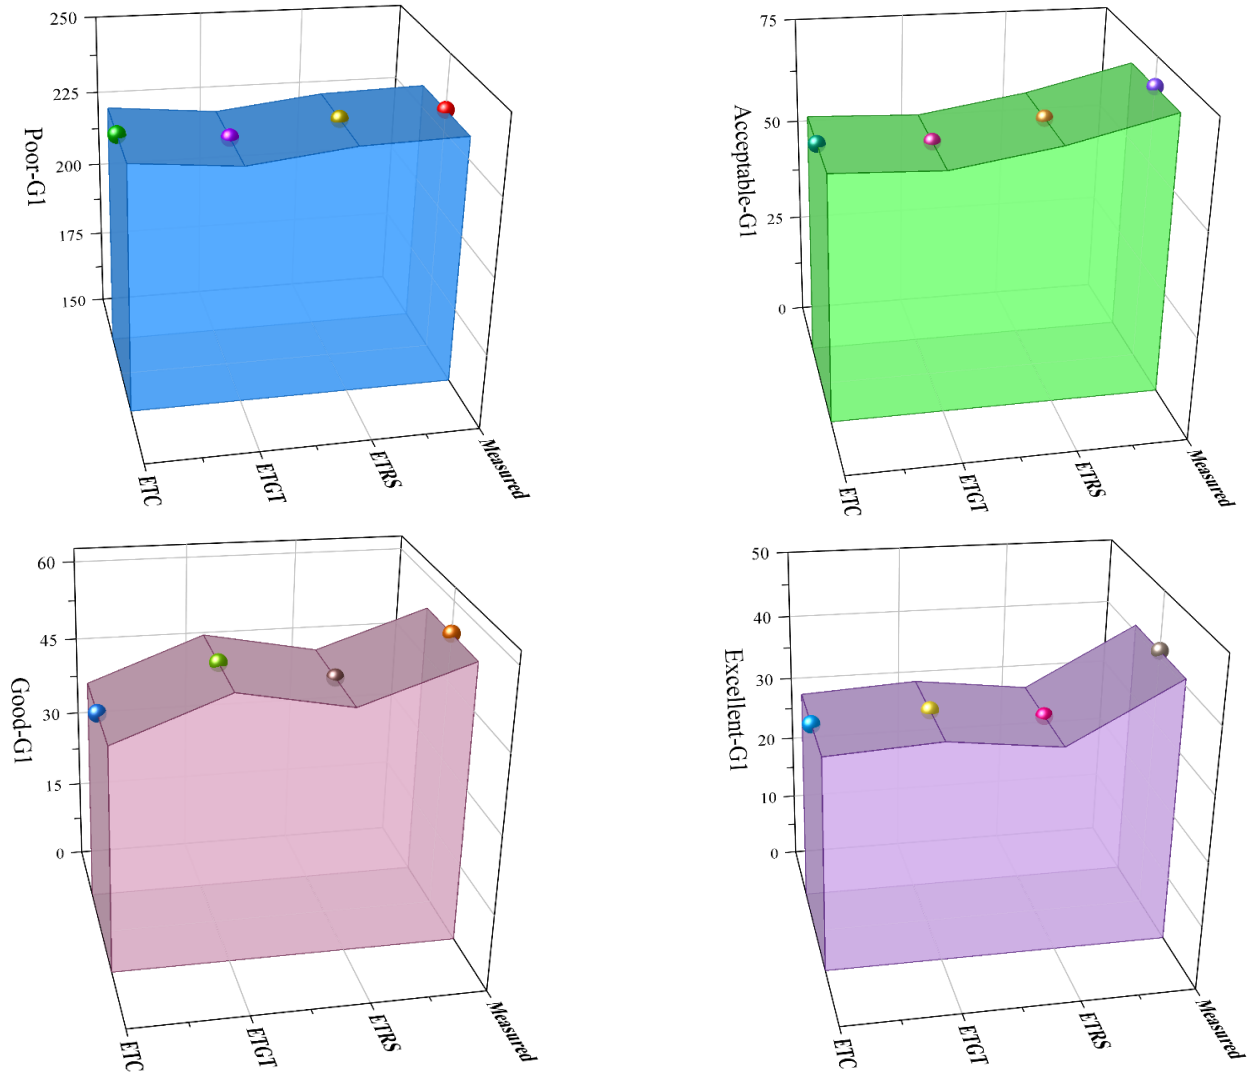 250
225
200
175
150
Poor-G1
ETC
ETGT
ETRS
Measured
75
50
25
0
Acceptable-G1
ETC
ETGT
ETRS
Measured
60
45
30
15
0
Good-G1
ETC
ETGT
ETRS
Measured
50
40
30
20
10
0
Excellent-G1
ETC
ETGT
ETRS
Measured